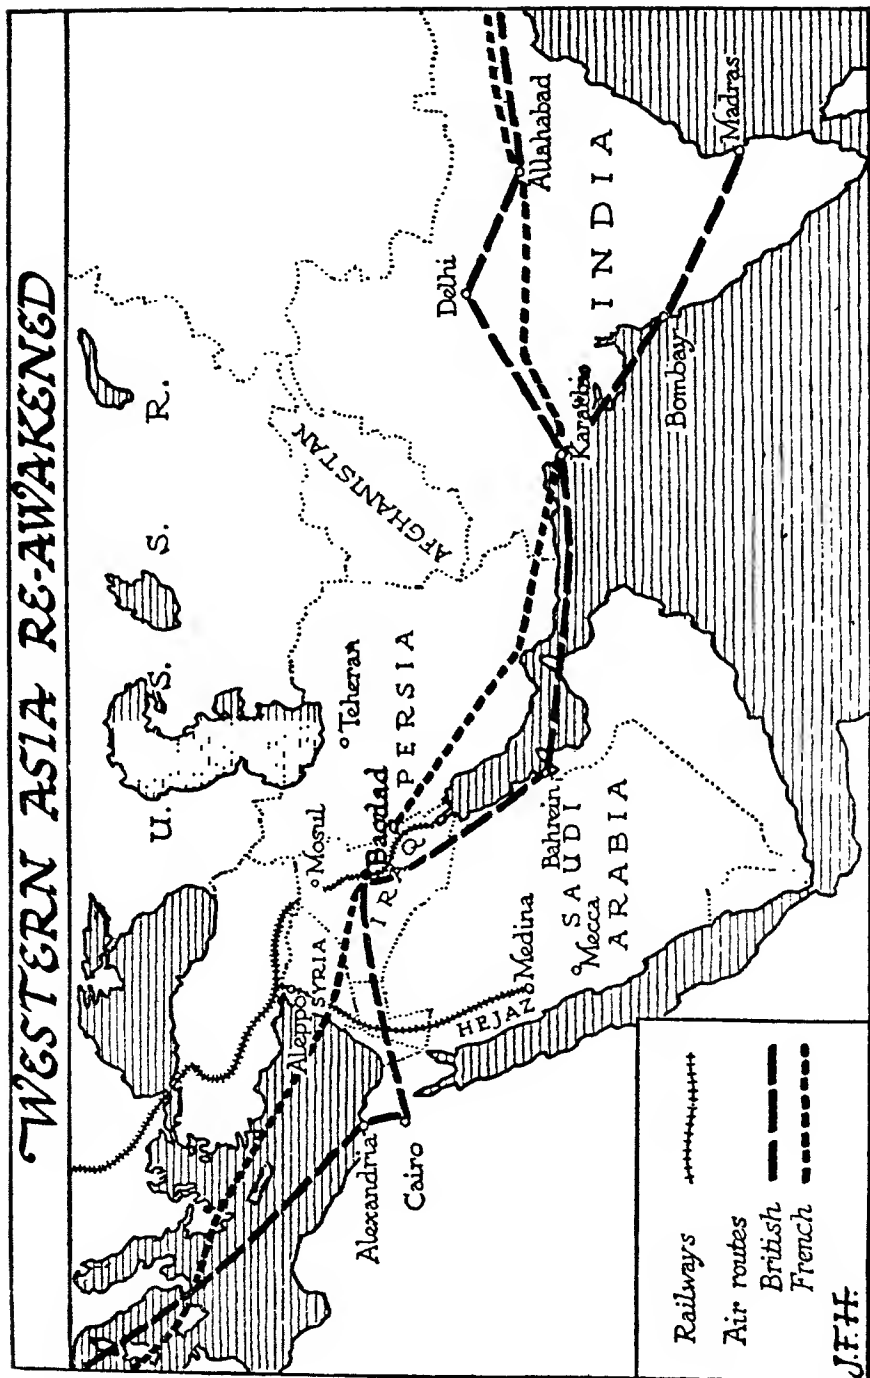 WESTERN ASIA RE-AWAKENED
U. S. S. R.
Teheran
Mosul
Bagdad
PERSIA
AFGHANISTAN
Delhi
Allahabad
INDIA
Karachi
Bombay
Madras
Aleppo
SYRIA
IRAQ
Alexandria
Cairo
HEJAZ
Medina
Mecca
Bahrein
SAUDI
ARABIA
Railways
Air routes
British
French
J.F.H.